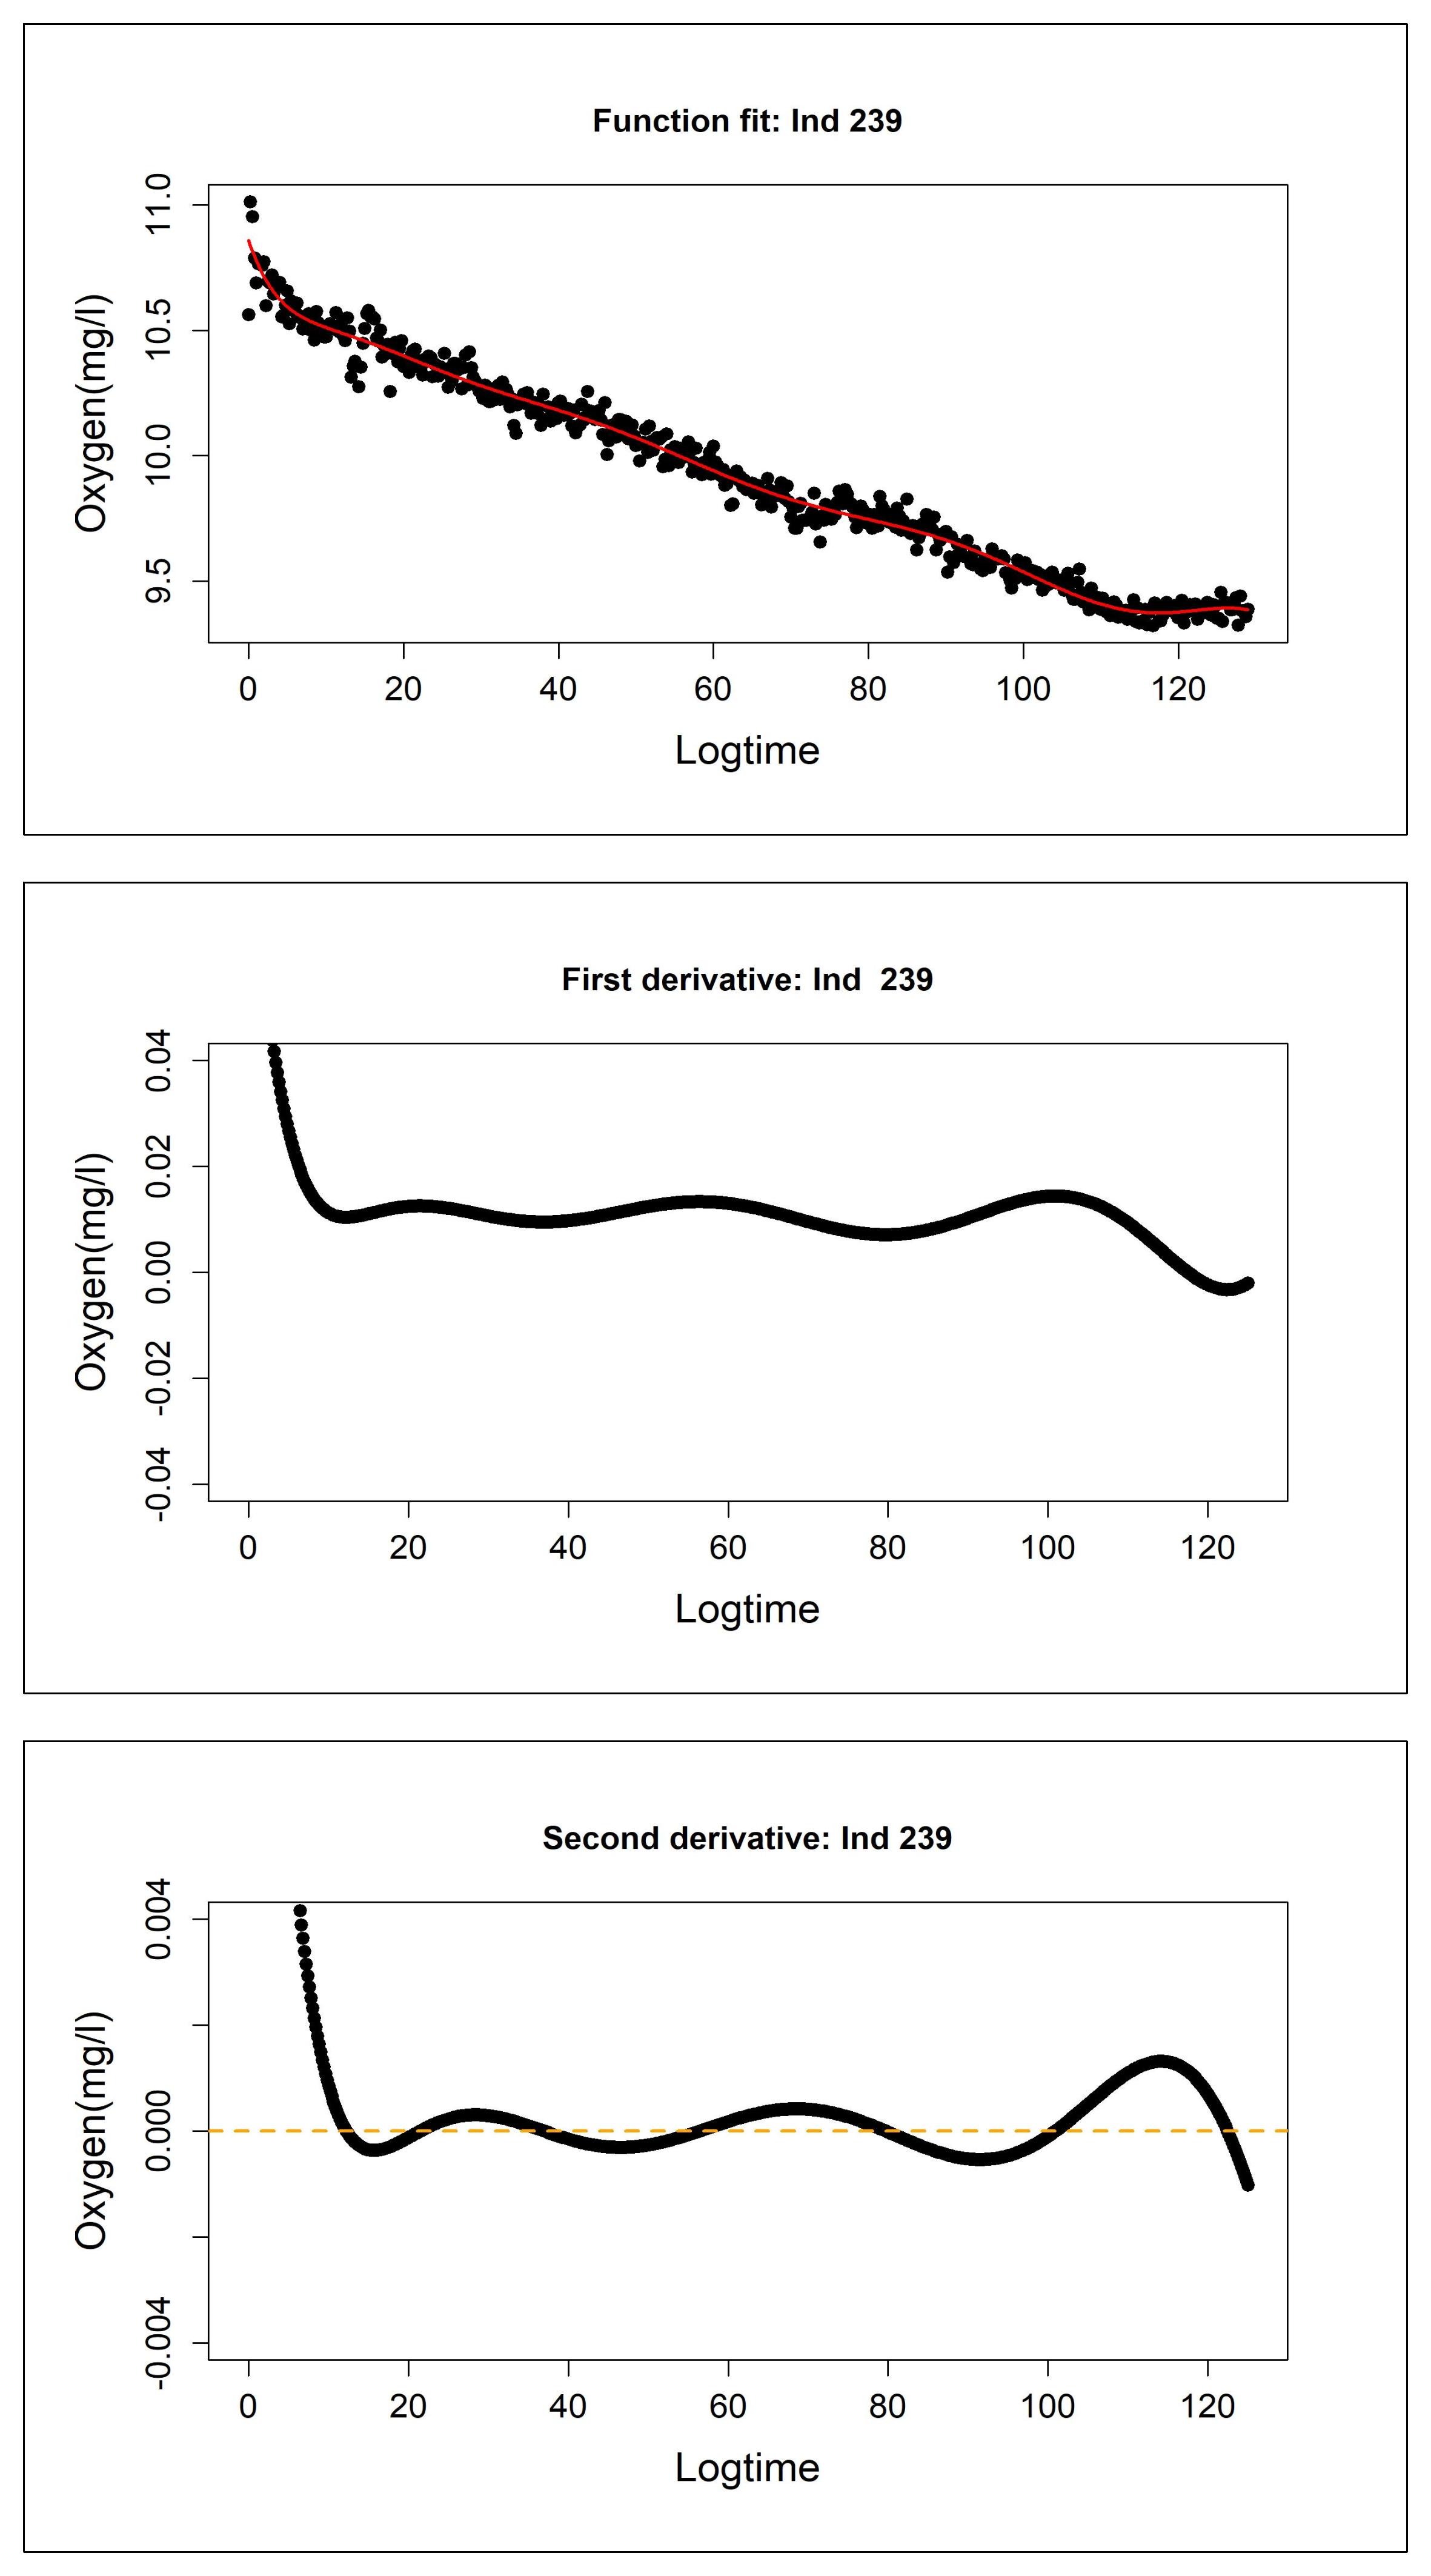 Function fit: Ind 239
Oxygen(mg/l)
11.0
10.5
10.0
9.5
0 20 40 60 80 100 120
Logtime
First derivative: Ind  239
Oxygen(mg/l)
0.04
0.02
0.00
-0.02
-0.04
0 20 40 60 80 100 120
Logtime
Second derivative: Ind 239
Oxygen(mg/l)
0.004
0.000
-0.004
0 20 40 60 80 100 120
Logtime